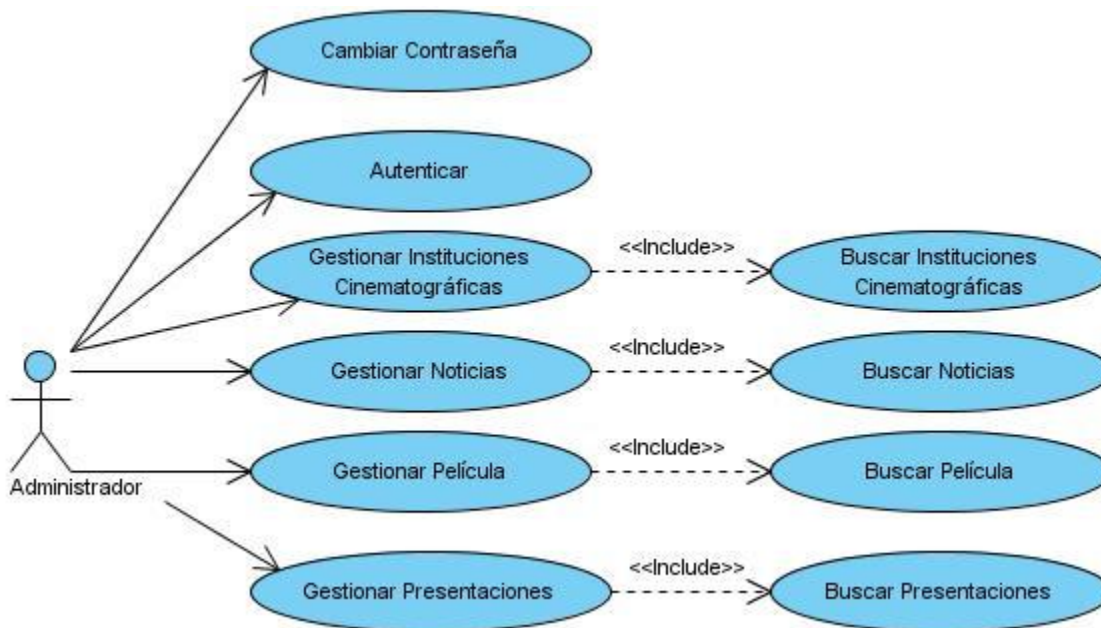 Cambiar Contraseña
Autenticar
Gestionar Instituciones
Cinematográficas
<<Include>>
Buscar Instituciones
Cinematográficas
Gestionar Noticias
<<Include>>
Buscar Noticias
Gestionar Película
<<Include>>
Buscar Película
Administrador
Gestionar Presentaciones
<<Include>>
Buscar Presentaciones